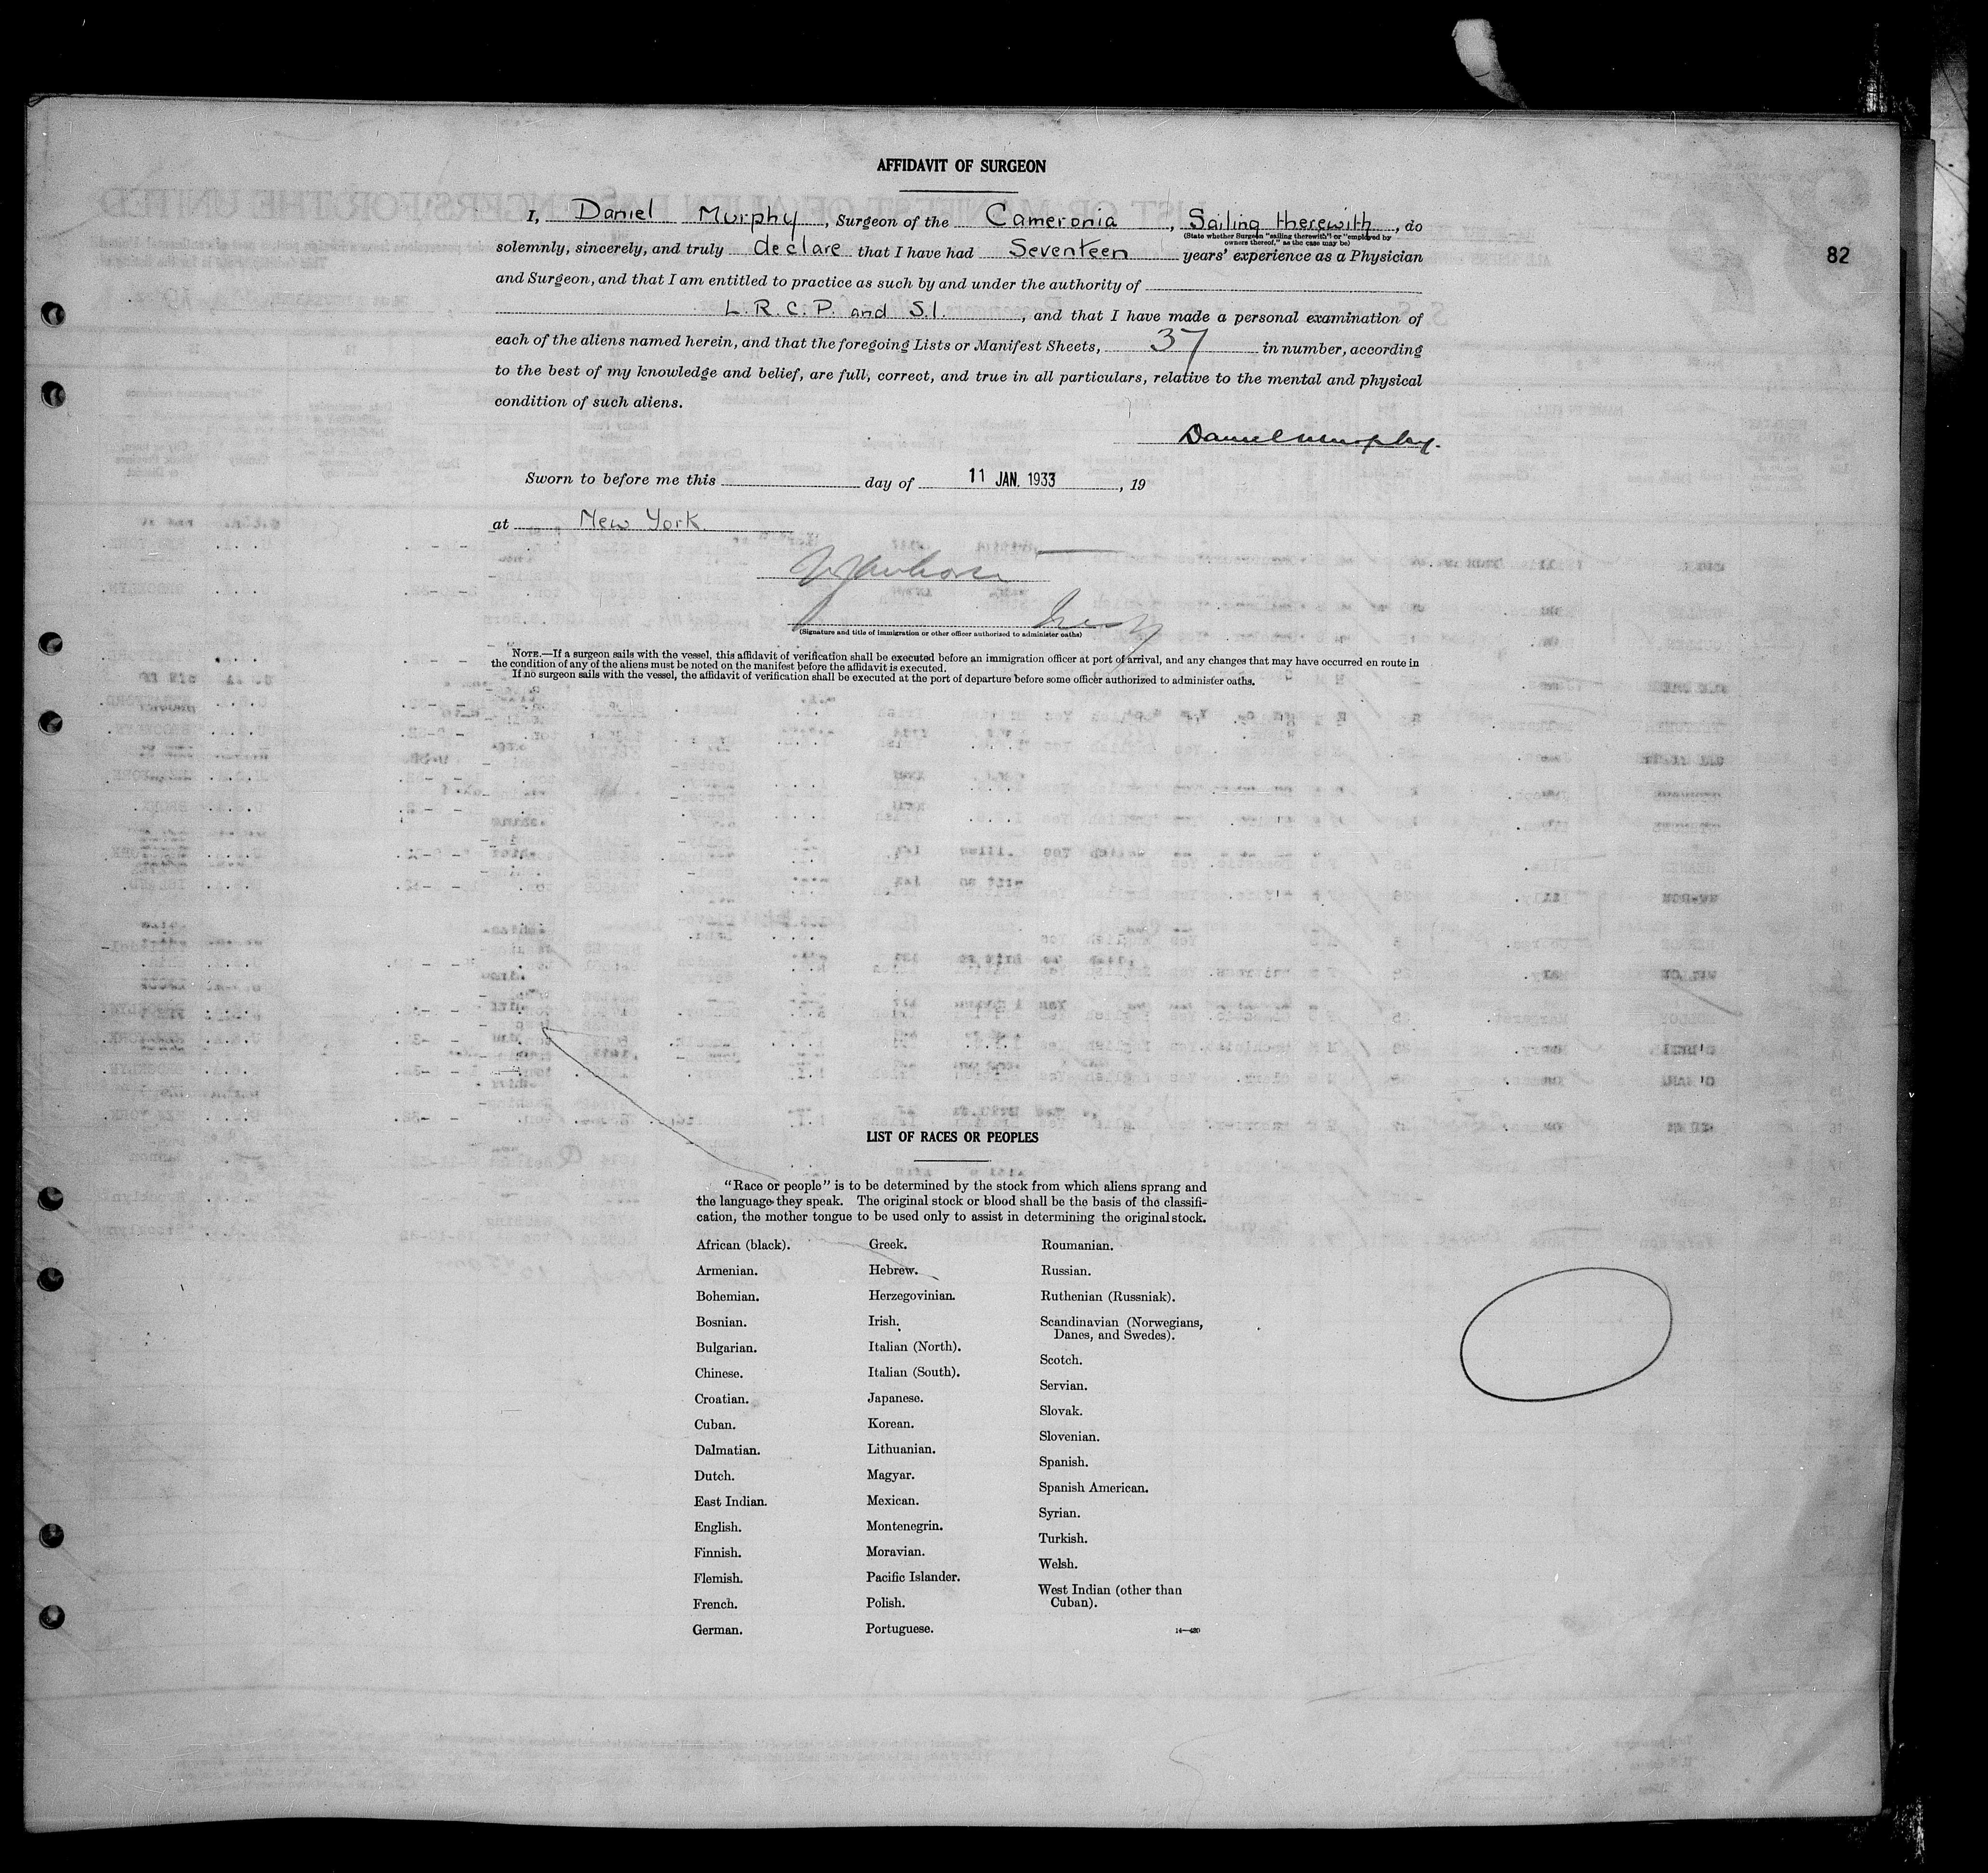 AFFIDAVIT OF SURGEON
I, Daniel Murphy, Surgeon of the Cameronia, Sailing therewith, do
(State whether Surgeon "sailing therewith" or "employed by
owners thereof," as the case may be)
solemnly, sincerely, and truly declare that I have had Seventeen years' experience as a Physician
82
and Surgeon, and that I am entitled to practice as such by and under the authority of
L.R.C.P. and S.I., and that I have made a personal examination of
each of the aliens named herein, and that the foregoing Lists or Manifest Sheets, 37 in number, according
to the best of my knowledge and belief, are full, correct, and true in all particulars, relative to the mental and physical
condition of such aliens.
Daniel Murphy.
Sworn to before me this day of 11 JAN. 1933, 19
at New York
(Signature and title of immigration or other officer authorized to administer oaths)
NOTE.—If a surgeon sails with the vessel, this affidavit of verification shall be executed before an immigration officer at port of arrival, and any changes that may have occurred en route in
the condition of any of the aliens must be noted on the manifest before the affidavit is executed.
If no surgeon sails with the vessel, the affidavit of verification shall be executed at the port of departure before some officer authorized to administer oaths.
LIST OF RACES OR PEOPLES
"Race or people" is to be determined by the stock from which aliens sprang and
the language they speak. The original stock or blood shall be the basis of the classifi-
cation, the mother tongue to be used only to assist in determining the original stock.
African (black).
Armenian.
Bohemian.
Bosnian.
Bulgarian.
Chinese.
Croatian.
Cuban.
Dalmatian.
Dutch.
East Indian.
English.
Finnish.
Flemish.
French.
German.
Greek.
Hebrew.
Herzegovinian.
Irish.
Italian (North).
Italian (South).
Japanese.
Korean.
Lithuanian.
Magyar.
Mexican.
Montenegrin.
Moravian.
Pacific Islander.
Polish.
Portuguese.
Roumanian.
Russian.
Ruthenian (Russniak).
Scandinavian (Norwegians,
Danes, and Swedes).
Scotch.
Servian.
Slovak.
Slovenian.
Spanish.
Spanish American.
Syrian.
Turkish.
Welsh.
West Indian (other than
Cuban).